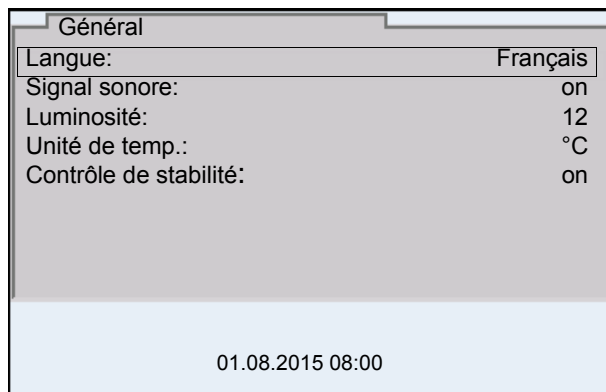 Général
Langue: Français
Signal sonore: on
Luminosité: 12
Unité de temp.: °C
Contrôle de stabilité: on
01.08.2015 08:00